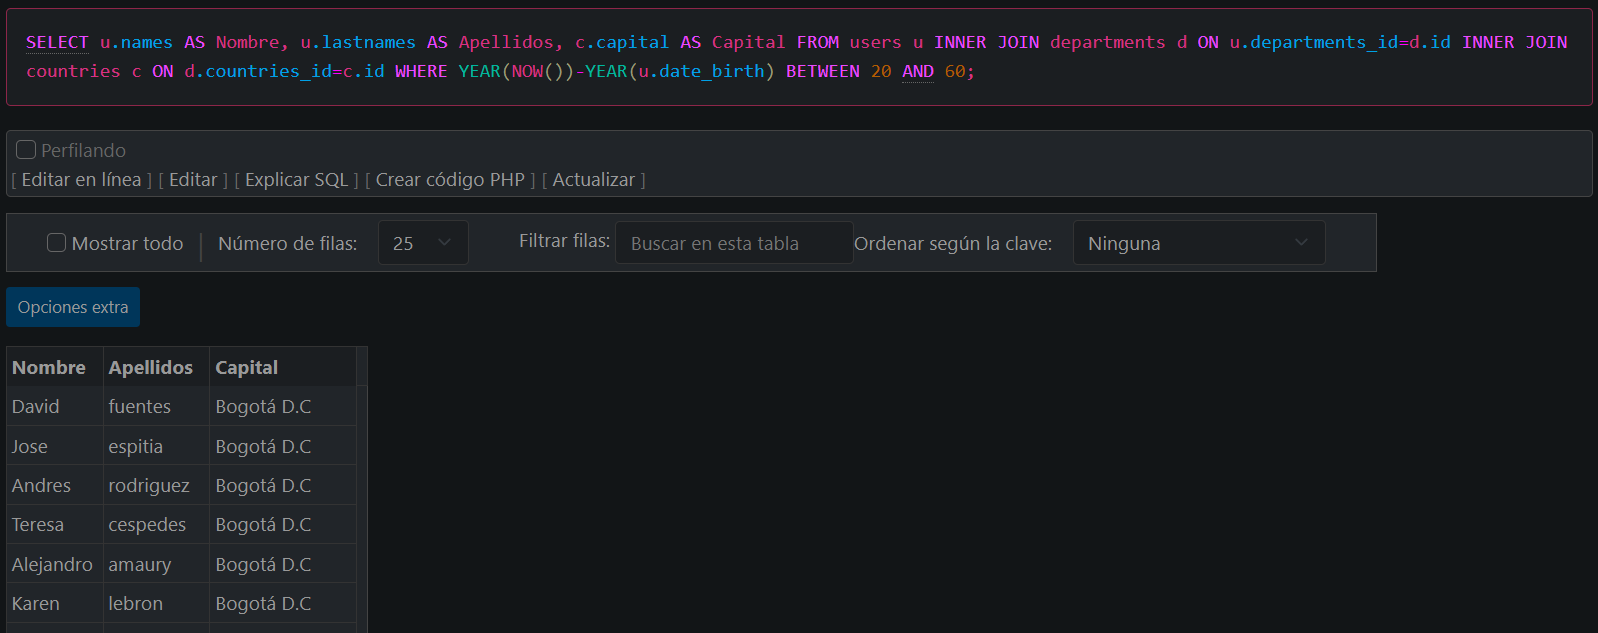 SELECT u.names AS Nombre, u.lastnames AS Apellidos, c.capital AS Capital FROM users u INNER JOIN departments d ON u.departments_id=d.id INNER JOIN
countries c ON d.countries_id=c.id WHERE YEAR(NOW())-YEAR(u.date_birth) BETWEEN 20 AND 60;
Perfilando
[ Editar en línea ] [ Editar ] [ Explicar SQL ] [ Crear código PHP ] [ Actualizar ]
Mostrar todo | Número de filas: 25 Filtrar filas: Buscar en esta tabla Ordenar según la clave: Ninguna
Opciones extra
Nombre Apellidos Capital
David fuentes Bogotá D.C
Jose espitia Bogotá D.C
Andres rodriguez Bogotá D.C
Teresa cespedes Bogotá D.C
Alejandro amaury Bogotá D.C
Karen lebron Bogotá D.C